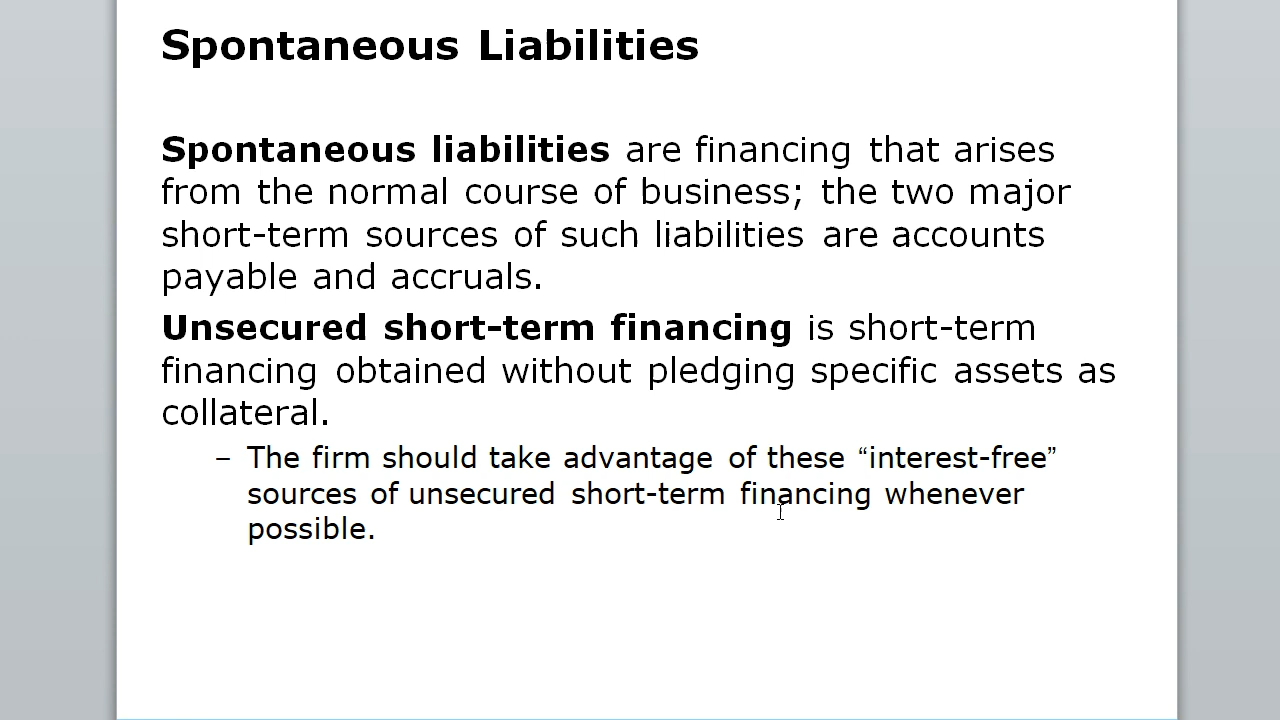 Spontaneous Liabilities
Spontaneous liabilities are financing that arises
from the normal course of business; the two major
short-term sources of such liabilities are accounts
payable and accruals.
Unsecured short-term financing is short-term
financing obtained without pledging specific assets as
collateral.
– The firm should take advantage of these “interest-free”
sources of unsecured short-term financing whenever
possible.